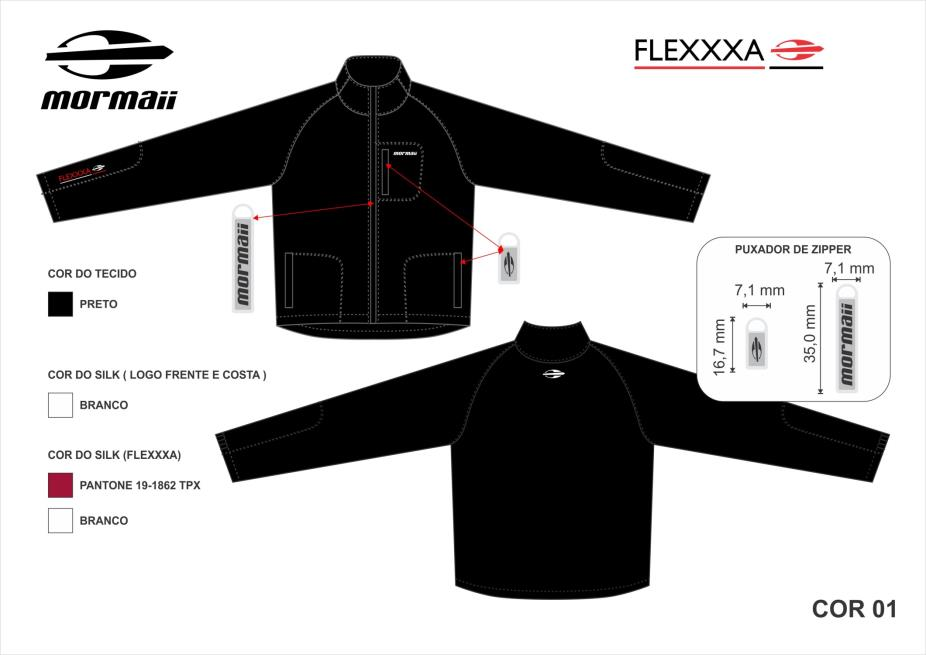 mormaii
FLEXXXA
mormaii
FLEXXXA
mormaii
COR DO TECIDO
PRETO
COR DO SILK ( LOGO FRENTE E COSTA )
BRANCO
COR DO SILK (FLEXXXA)
PANTONE 19-1862 TPX
BRANCO
PUXADOR DE ZIPPER
7,1 mm
7,1 mm
16,7 mm
35,0 mm
mormaii
COR 01